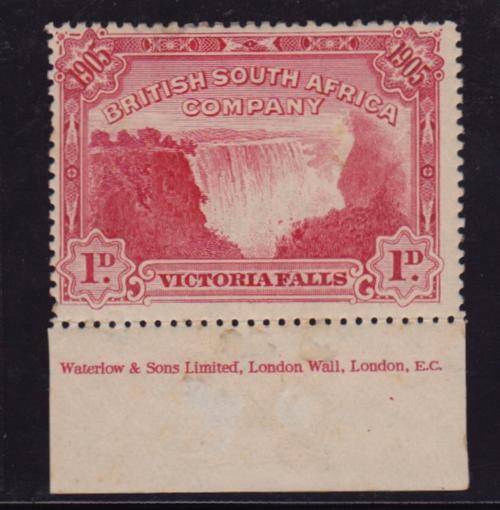 1905 1905
BRITISH SOUTH AFRICA
COMPANY
1D. 1D.
VICTORIA FALLS
Waterlow & Sons Limited, London Wall, London, E.C.